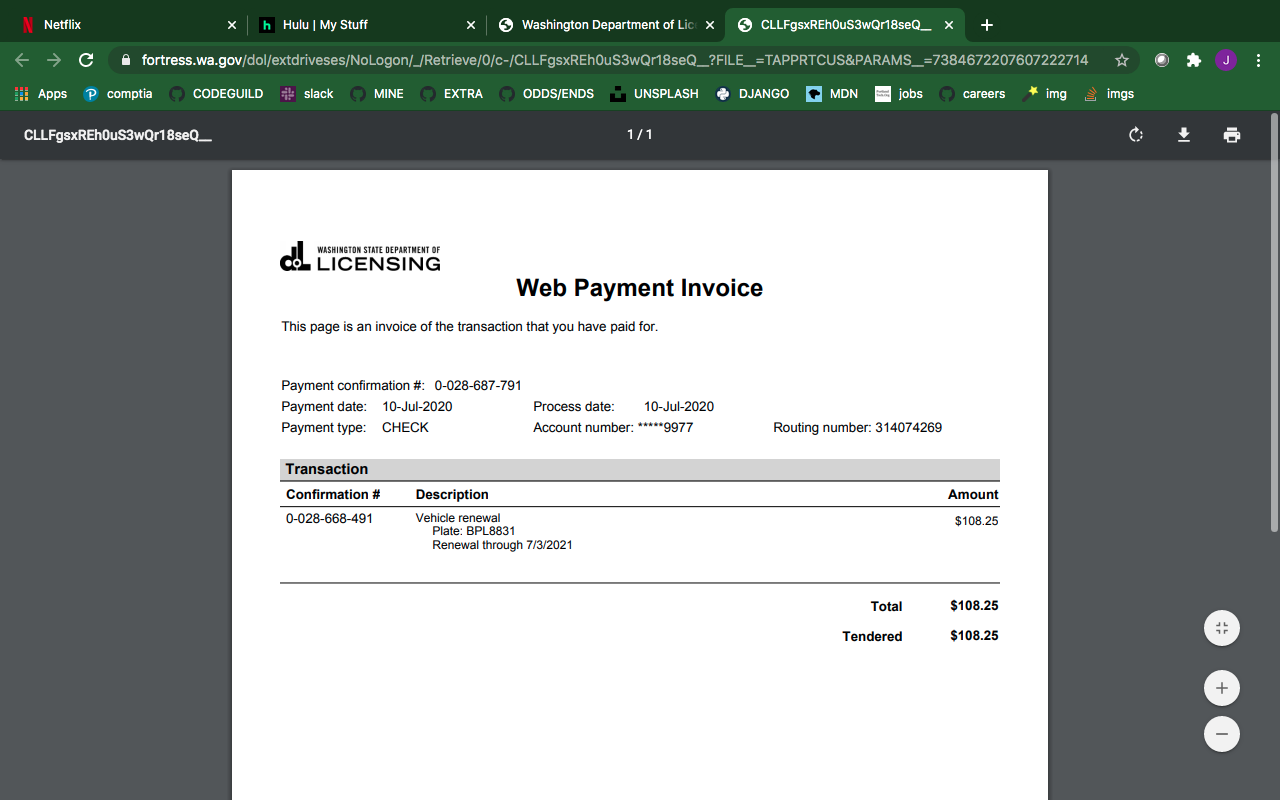 Netflix
Hulu | My Stuff
Washington Department of Lic
CLLFgsxREh0uS3wQr18seQ__
fortress.wa.gov/dol/extdriveses/NoLogon/_/Retrieve/0/c-/CLLFgsxREh0uS3wQr18seQ__?FILE__=TAPPRTCUS&PARAMS__=7384672207607222714
J
Apps comptia CODEGUILD slack MINE EXTRA ODDS/ENDS UNSPLASH DJANGO MDN jobs careers img imgs
CLLFgsxREh0uS3wQr18seQ__ 1 / 1
WASHINGTON STATE DEPARTMENT OF
dol LICENSING
Web Payment Invoice
This page is an invoice of the transaction that you have paid for.
Payment confirmation #: 0-028-687-791
Payment date: 10-Jul-2020 Process date: 10-Jul-2020
Payment type: CHECK Account number: *****9977 Routing number: 314074269
Transaction
Confirmation # Description Amount
0-028-668-491 Vehicle renewal $108.25
Plate: BPL8831
Renewal through 7/3/2021
Total $108.25
Tendered $108.25